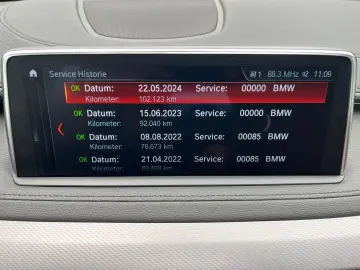 Service Historie 1 88.3 MHz 11:09
OK Datum: 22.05.2024 Service: 00000 BMW
Kilometer: 102.123 km
OK Datum: 15.06.2023 Service: 00000 BMW
Kilometer: 92.040 km
OK Datum: 08.08.2022 Service: 00085 BMW
Kilometer: 76.673 km
OK Datum: 21.04.2022 Service: 00085 BMW